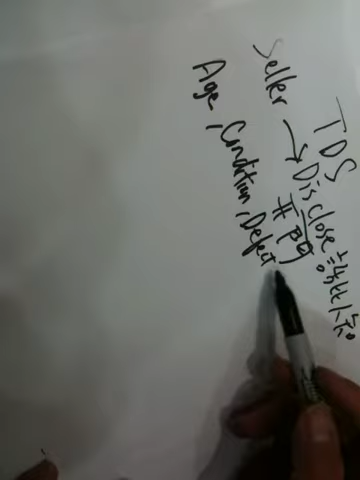 TDS
Seller → Disclose
Age, Condition, Defect